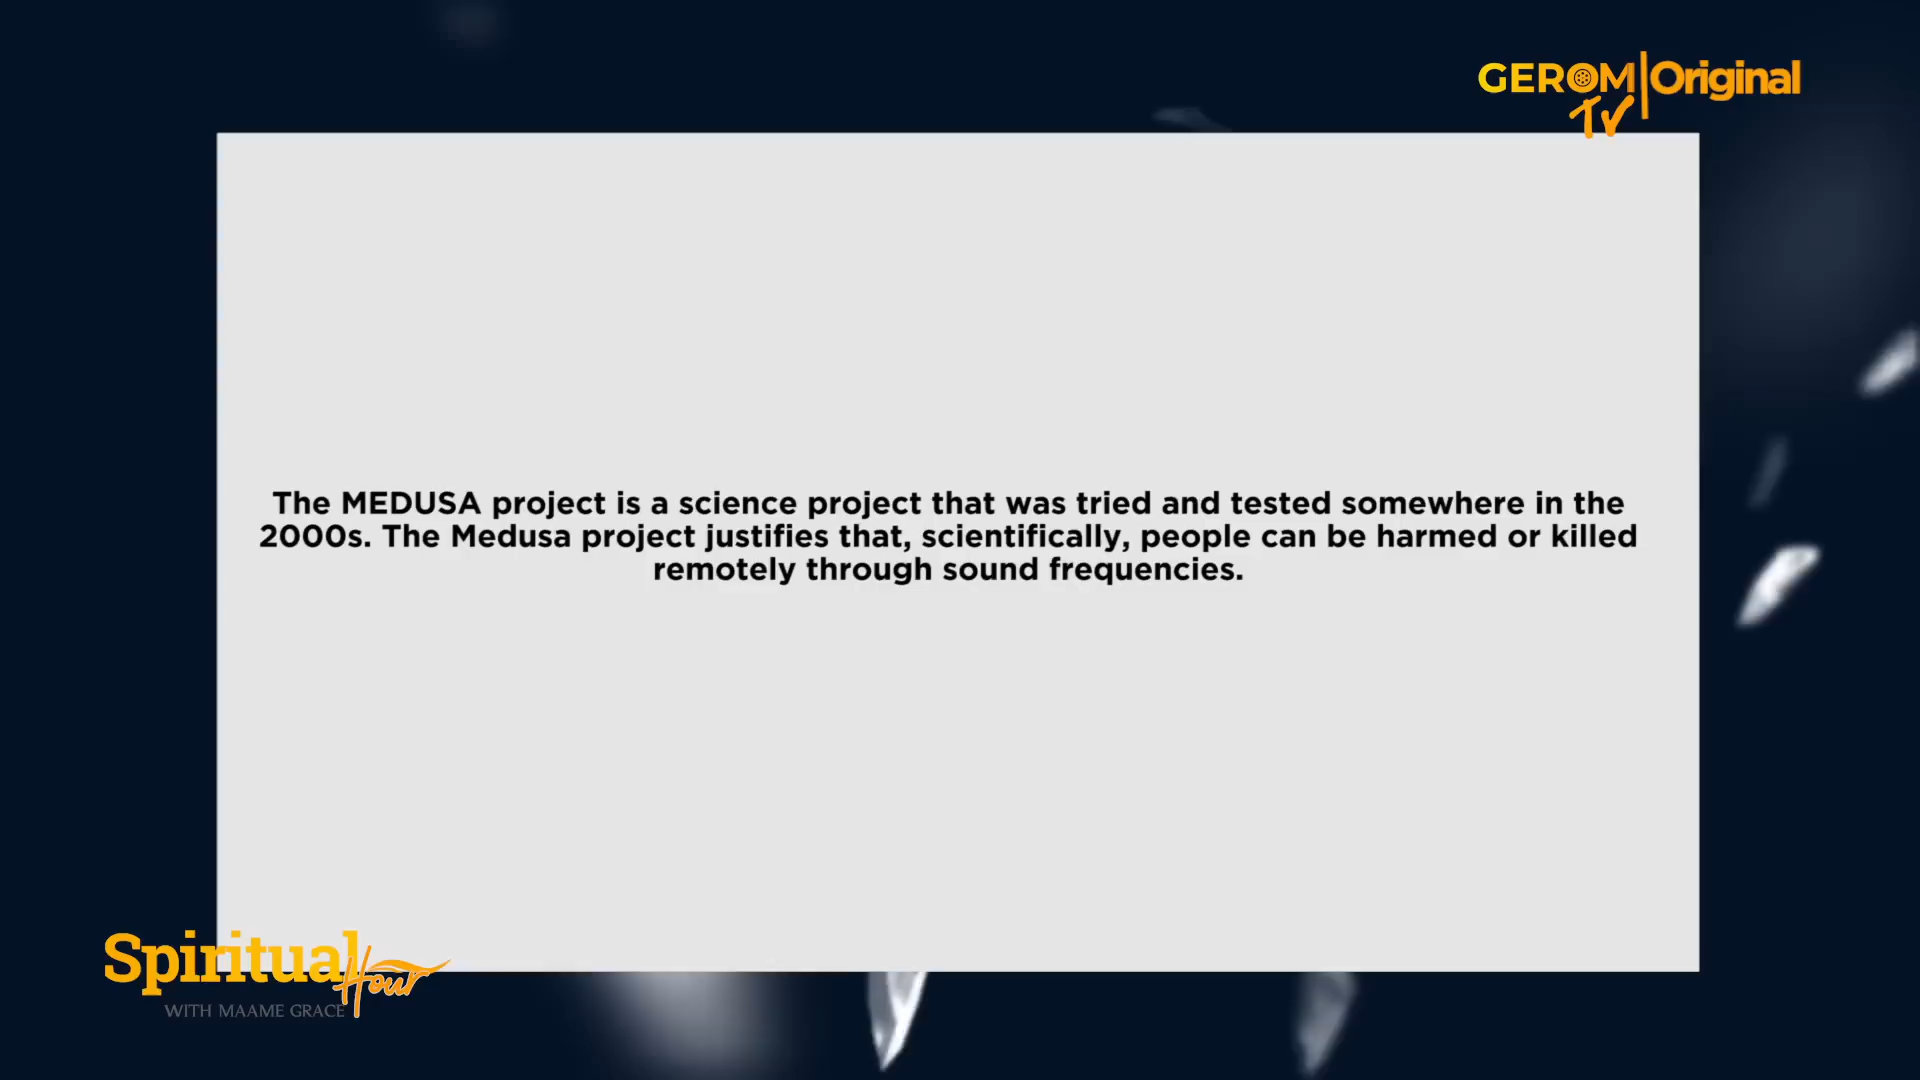 GEROM TV | Original
The MEDUSA project is a science project that was tried and tested somewhere in the
2000s. The Medusa project justifies that, scientifically, people can be harmed or killed
remotely through sound frequencies.
Spiritual Hour
WITH MAAME GRACE